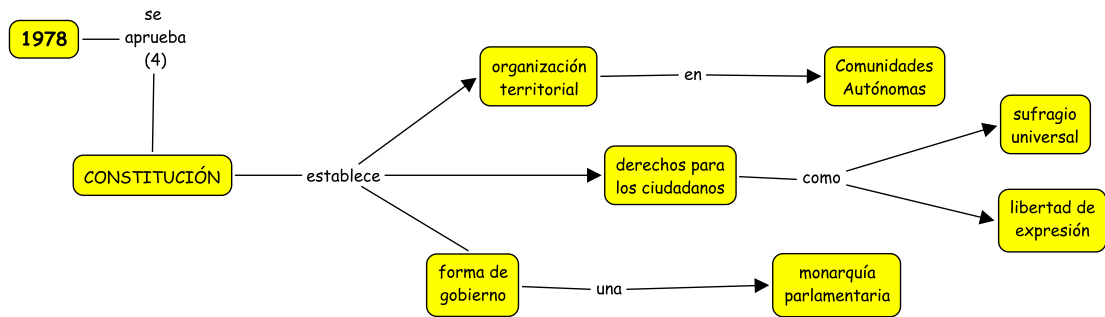 1978
se
aprueba
(4)
CONSTITUCIÓN
establece
organización
territorial
en
Comunidades
Autónomas
derechos para
los ciudadanos
como
sufragio
universal
libertad de
expresión
forma de
gobierno
una
monarquía
parlamentaria